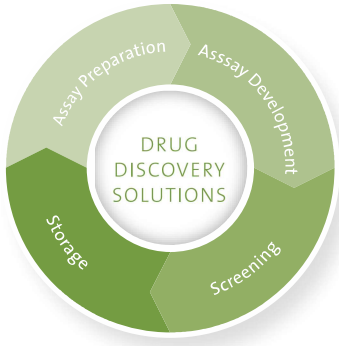 Assay Preparation
Asssay Development
DRUG
DISCOVERY
SOLUTIONS
Storage
Screening